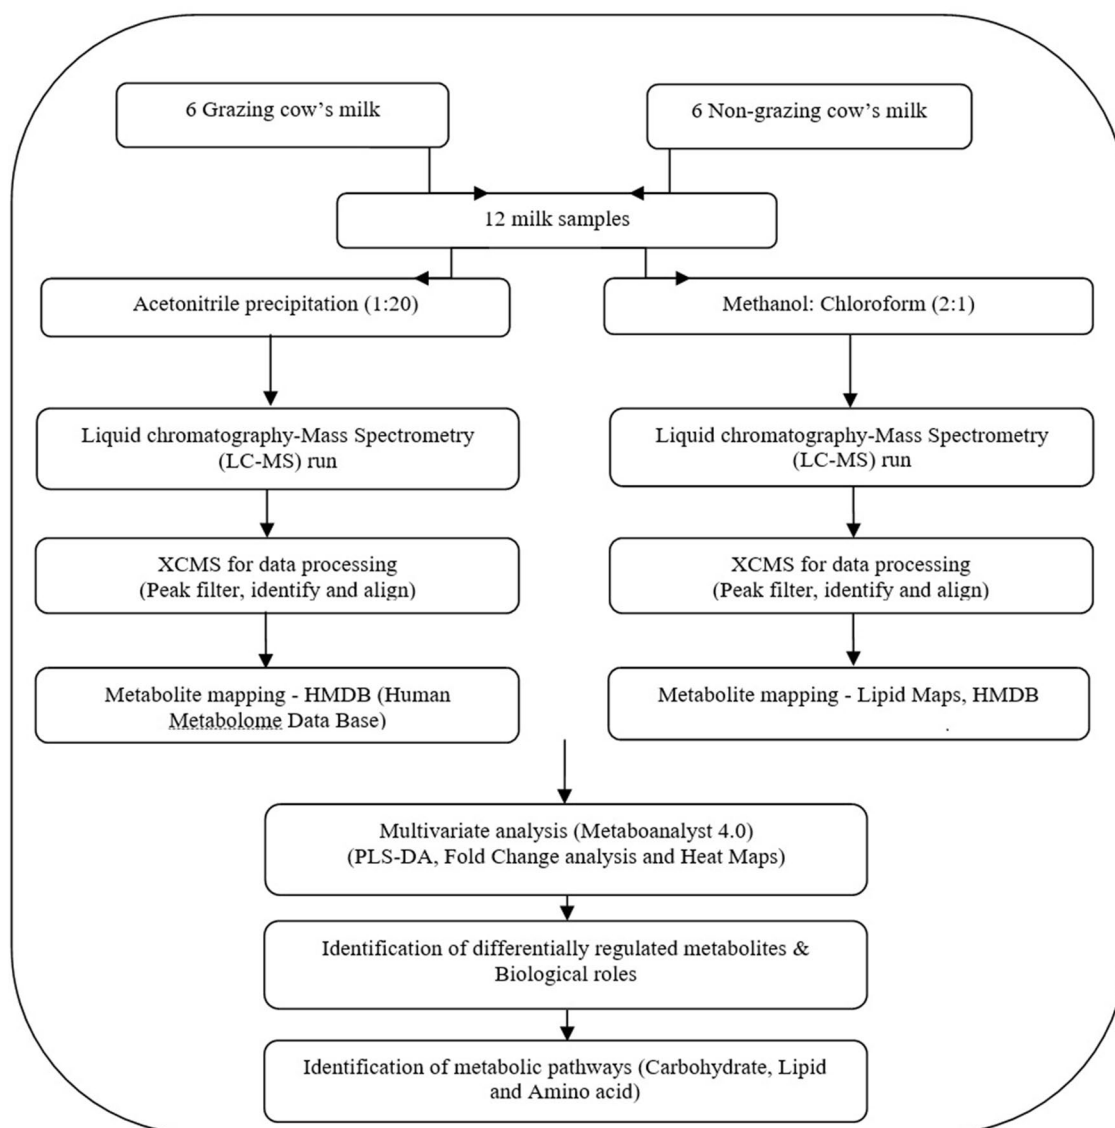 6 Grazing cow's milk
6 Non-grazing cow's milk
12 milk samples
Acetonitrile precipitation (1:20)
Methanol: Chloroform (2:1)
Liquid chromatography-Mass Spectrometry
(LC-MS) run
Liquid chromatography-Mass Spectrometry
(LC-MS) run
XCMS for data processing
(Peak filter, identify and align)
XCMS for data processing
(Peak filter, identify and align)
Metabolite mapping - HMDB (Human
Metabolome Data Base)
Metabolite mapping - Lipid Maps, HMDB
.
Multivariate analysis (Metaboanalyst 4.0)
(PLS-DA, Fold Change analysis and Heat Maps)
Identification of differentially regulated metabolites &
Biological roles
Identification of metabolic pathways (Carbohydrate, Lipid
and Amino acid)